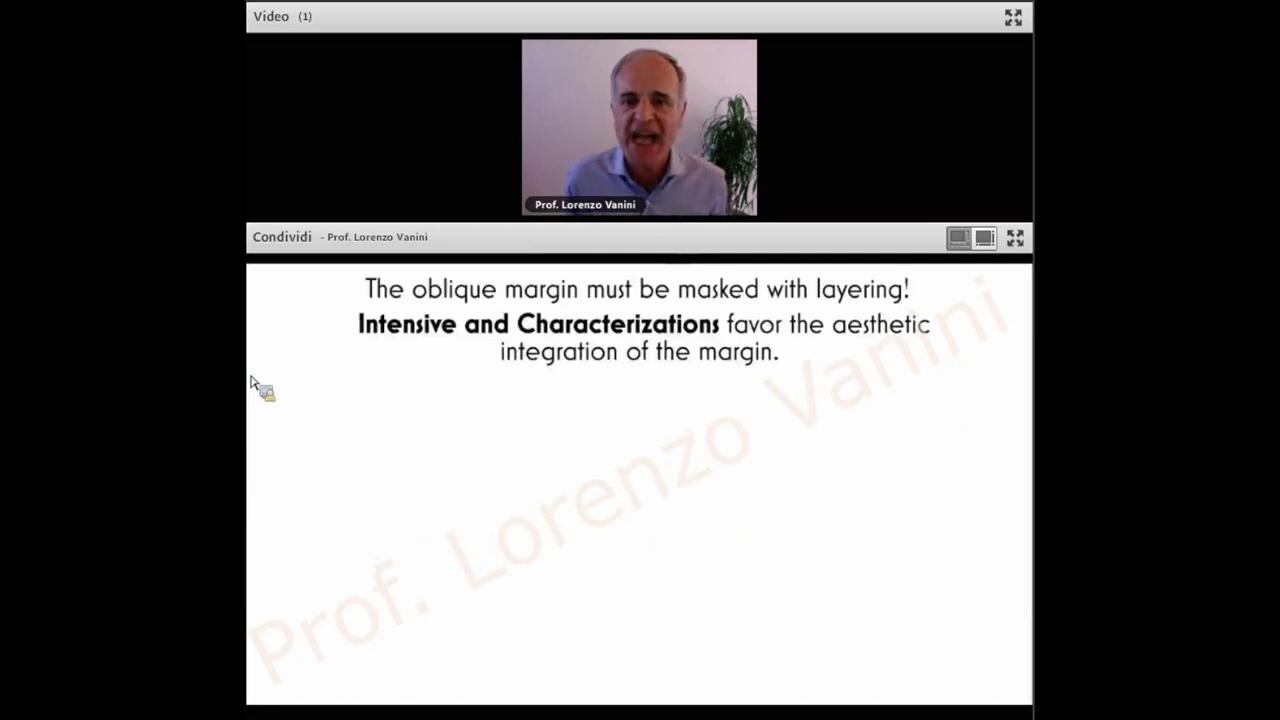 Video (1)
Prof. Lorenzo Vanini
Condividi - Prof. Lorenzo Vanini
The oblique margin must be masked with layering!
Intensive and Characterizations favor the aesthetic
integration of the margin.
Prof. Lorenzo Vanini